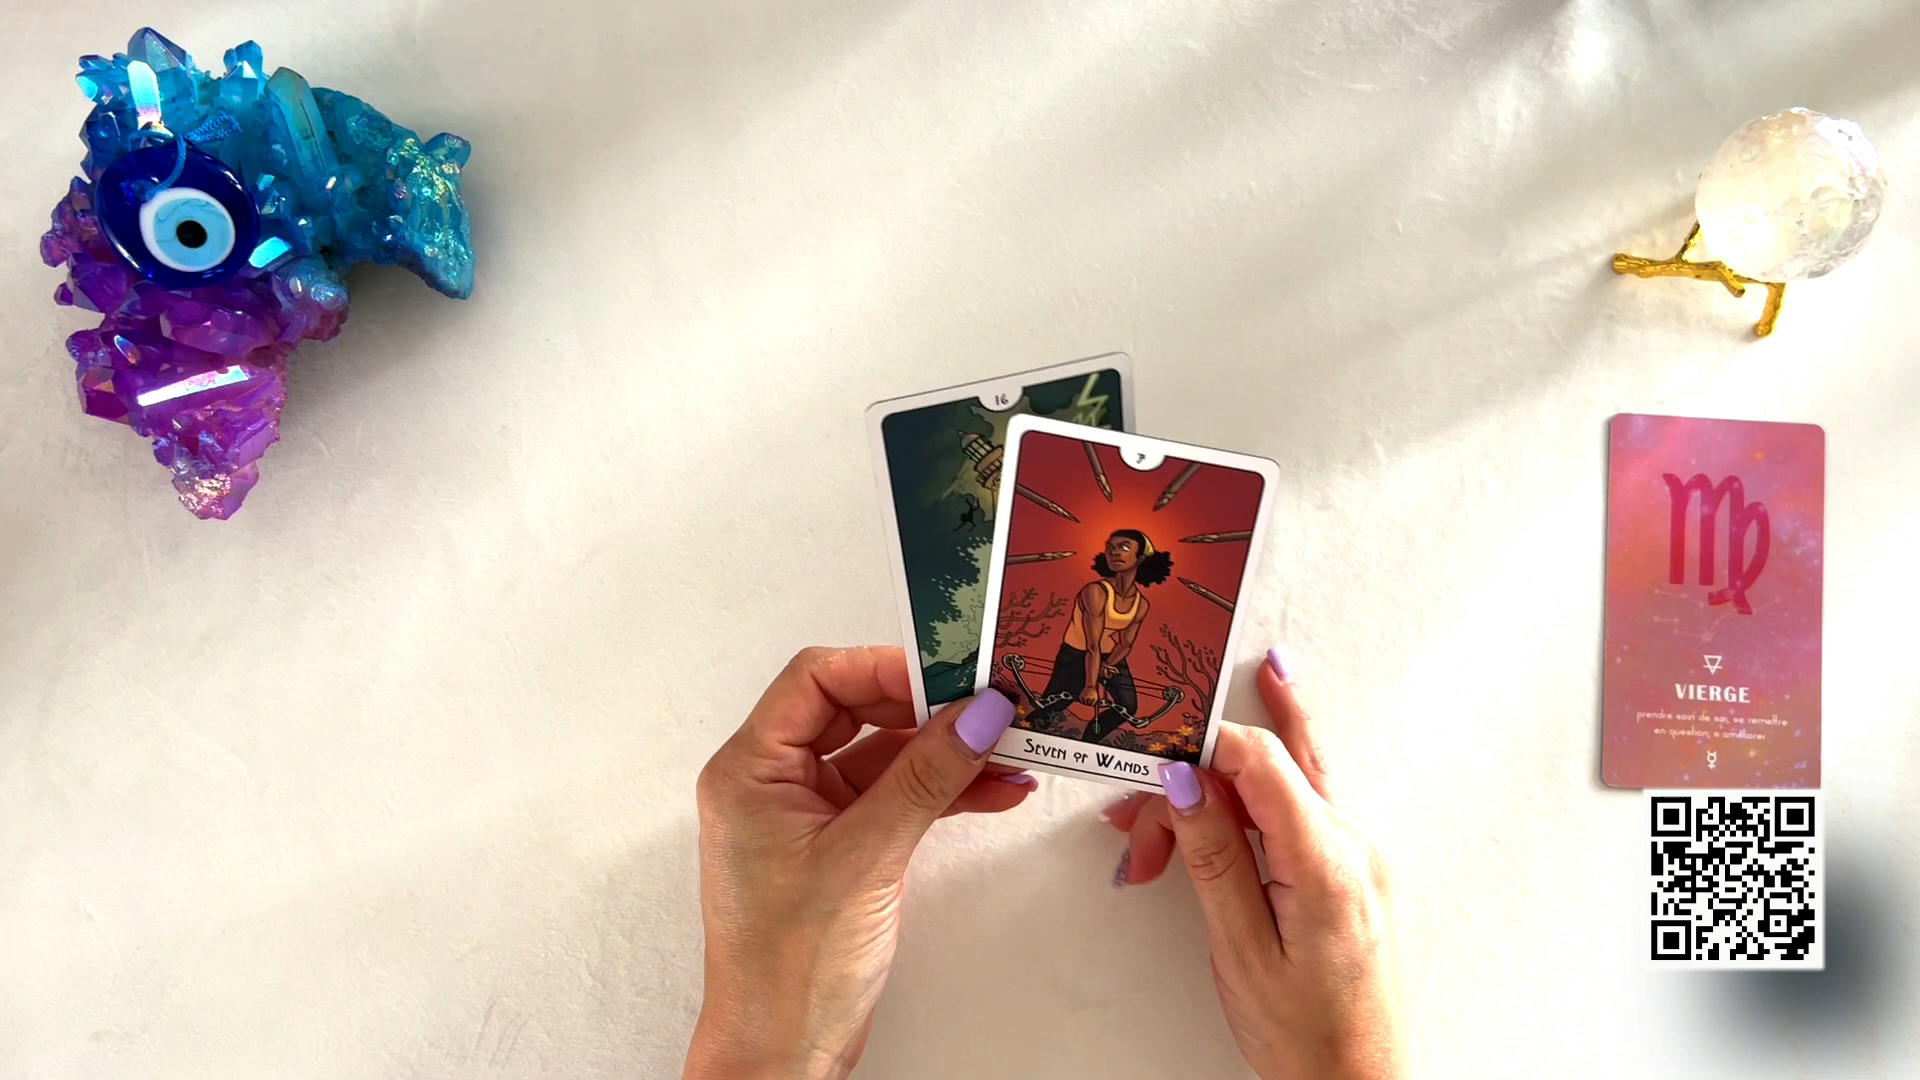 16
7
SEVEN OF WANDS
VIERGE
prendre soin de soi, se remettre
en question, s améliorer